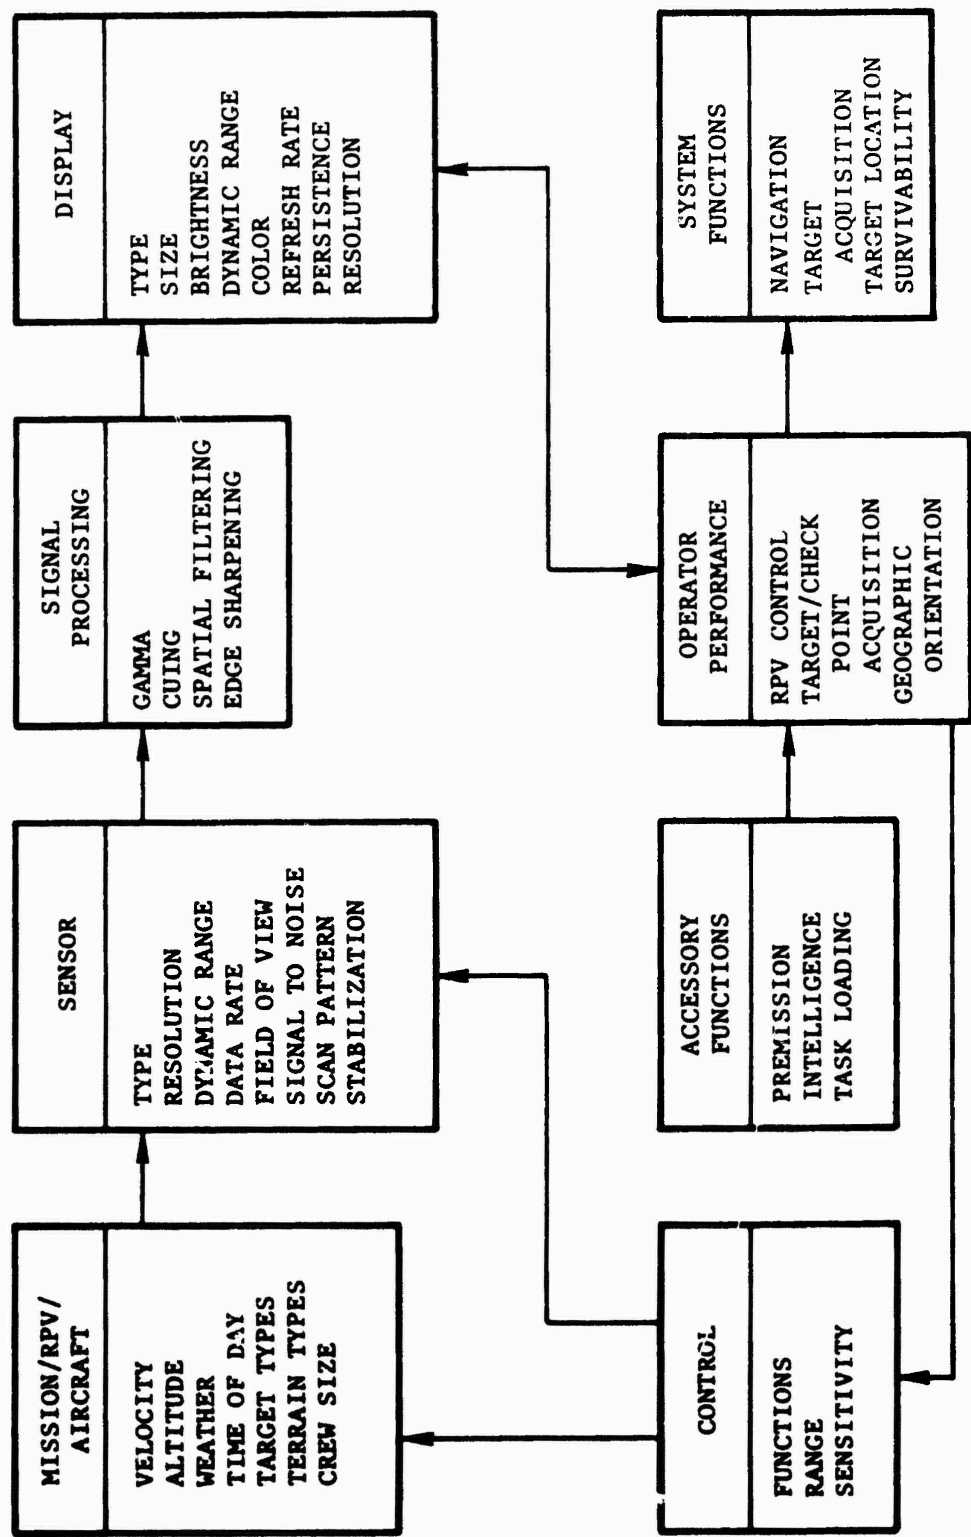 MISSION/RPV/
AIRCRAFT
VELOCITY
ALTITUDE
WEATHER
TIME OF DAY
TARGET TYPES
TERRAIN TYPES
CREW SIZE
SENSOR
TYPE
RESOLUTION
DYNAMIC RANGE
DATA RATE
FIELD OF VIEW
SIGNAL TO NOISE
SCAN PATTERN
STABILIZATION
SIGNAL
PROCESSING
GAMMA
CUING
SPATIAL FILTERING
EDGE SHARPENING
DISPLAY
TYPE
SIZE
BRIGHTNESS
DYNAMIC RANGE
COLOR
REFRESH RATE
PERSISTENCE
RESOLUTION
CONTROL
FUNCTIONS
RANGE
SENSITIVITY
ACCESSORY
FUNCTIONS
PREMISSION
INTELLIGENCE
TASK LOADING
OPERATOR
PERFORMANCE
RPV CONTROL
TARGET/CHECK
POINT
ACQUISITION
GEOGRAPHIC
ORIENTATION
SYSTEM
FUNCTIONS
NAVIGATION
TARGET
ACQUISITION
TARGET LOCATION
SURVIVABILITY